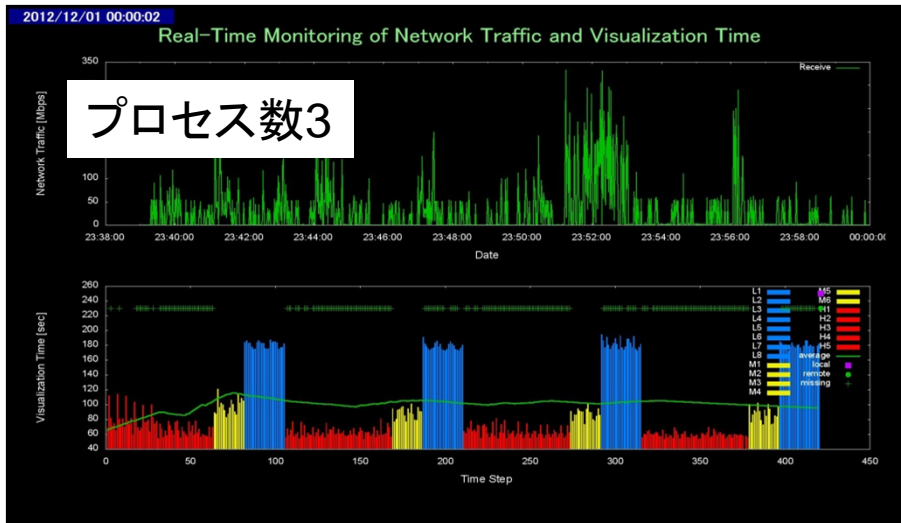 2012/12/01 00:00:02
Real-Time Monitoring of Network Traffic and Visualization Time
プロセス数3
Network Traffic [Mbps]
350
100
50
0
Receive
23:38:00 23:40:00 23:42:00 23:44:00 23:46:00 23:48:00 23:50:00 23:52:00 23:54:00 23:56:00 23:58:00 00:00:0
Date
Visualization Time [sec]
260
240
220
200
180
160
140
120
100
80
60
40
L1
L2
L3
L4
L5
L6
L7
L8
M1
M2
M3
M4
M5
M6
H1
H2
H3
H4
H5
average
local
remote
missing
0 50 100 150 200 250 300 350 400 450
Time Step